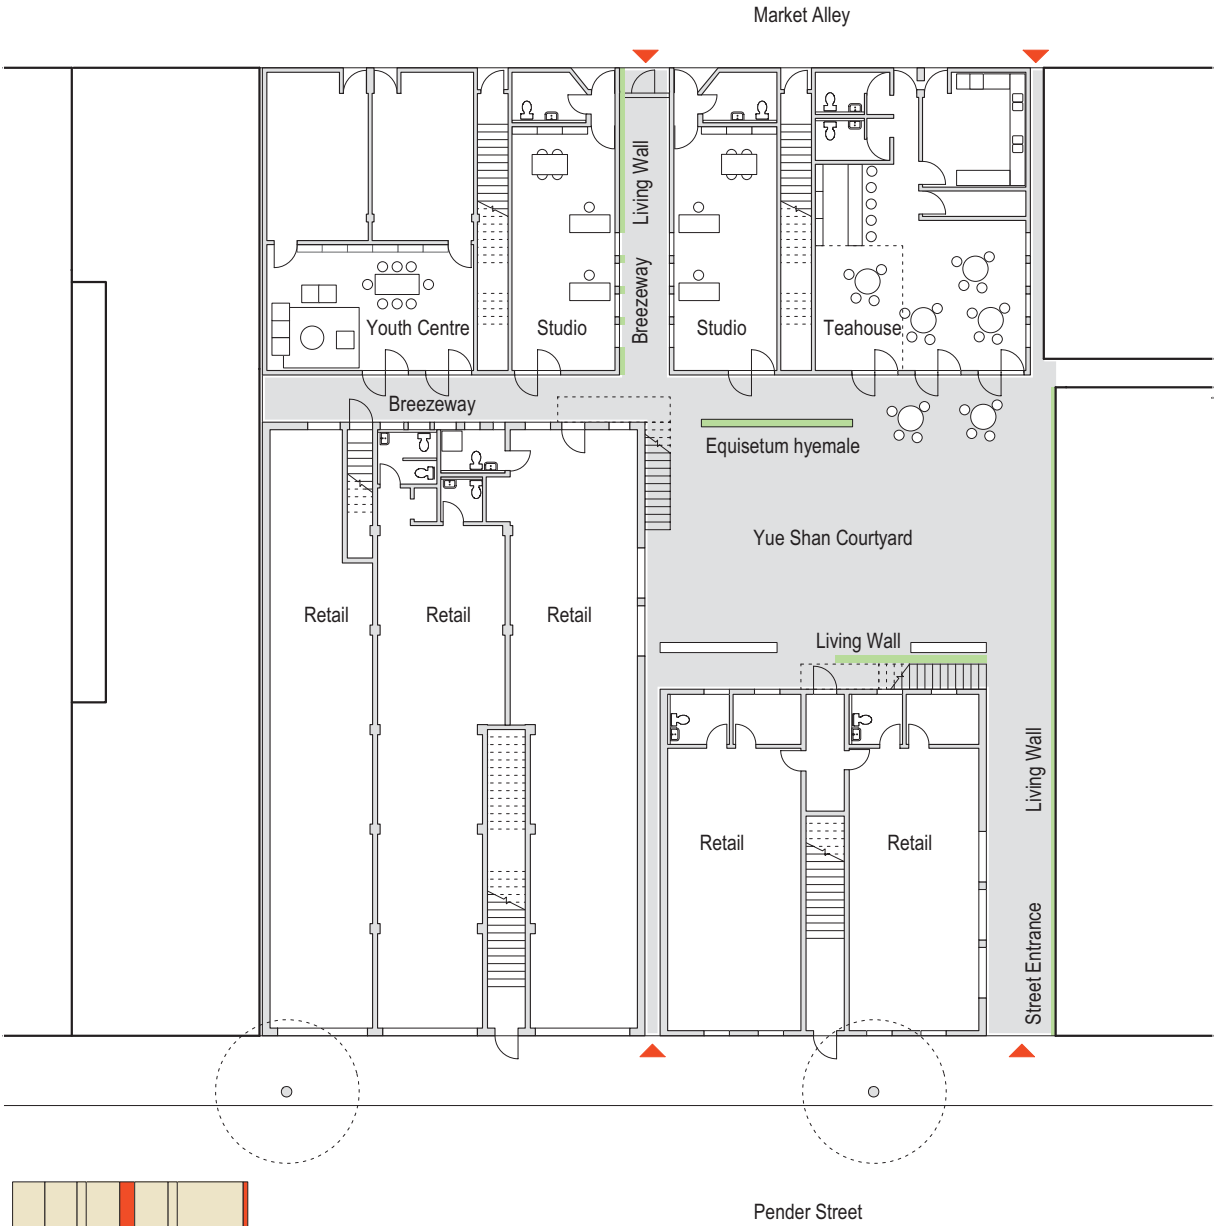 Market Alley
Living Wall
Breezeway
Youth Centre
Studio
Studio
Teahouse
Breezeway
Equisetum hyemale
Yue Shan Courtyard
Retail
Retail
Retail
Living Wall
Living Wall
Retail
Retail
Street Entrance
Pender Street